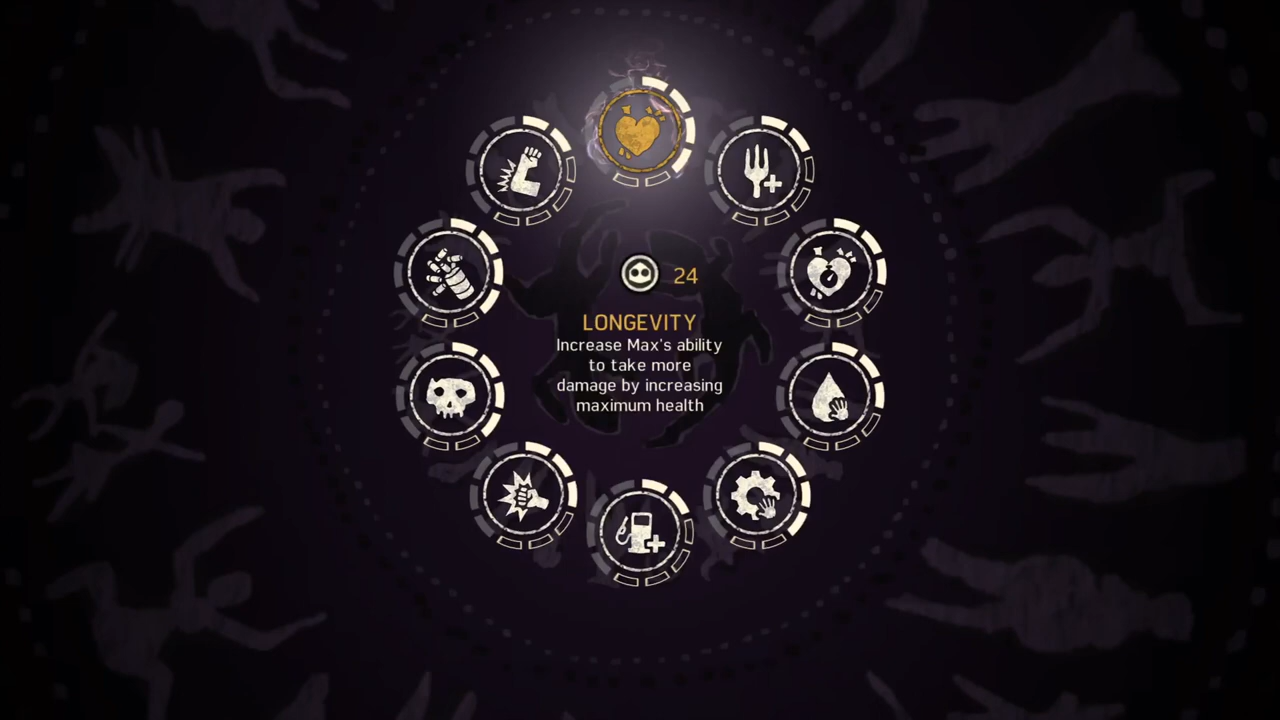 24
LONGEVITY
Increase Max's ability
to take more
damage by increasing
maximum health